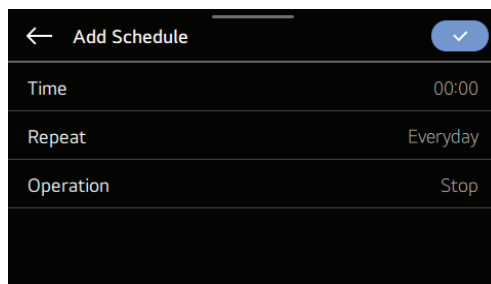 Add Schedule
Time 00:00
Repeat Everyday
Operation Stop